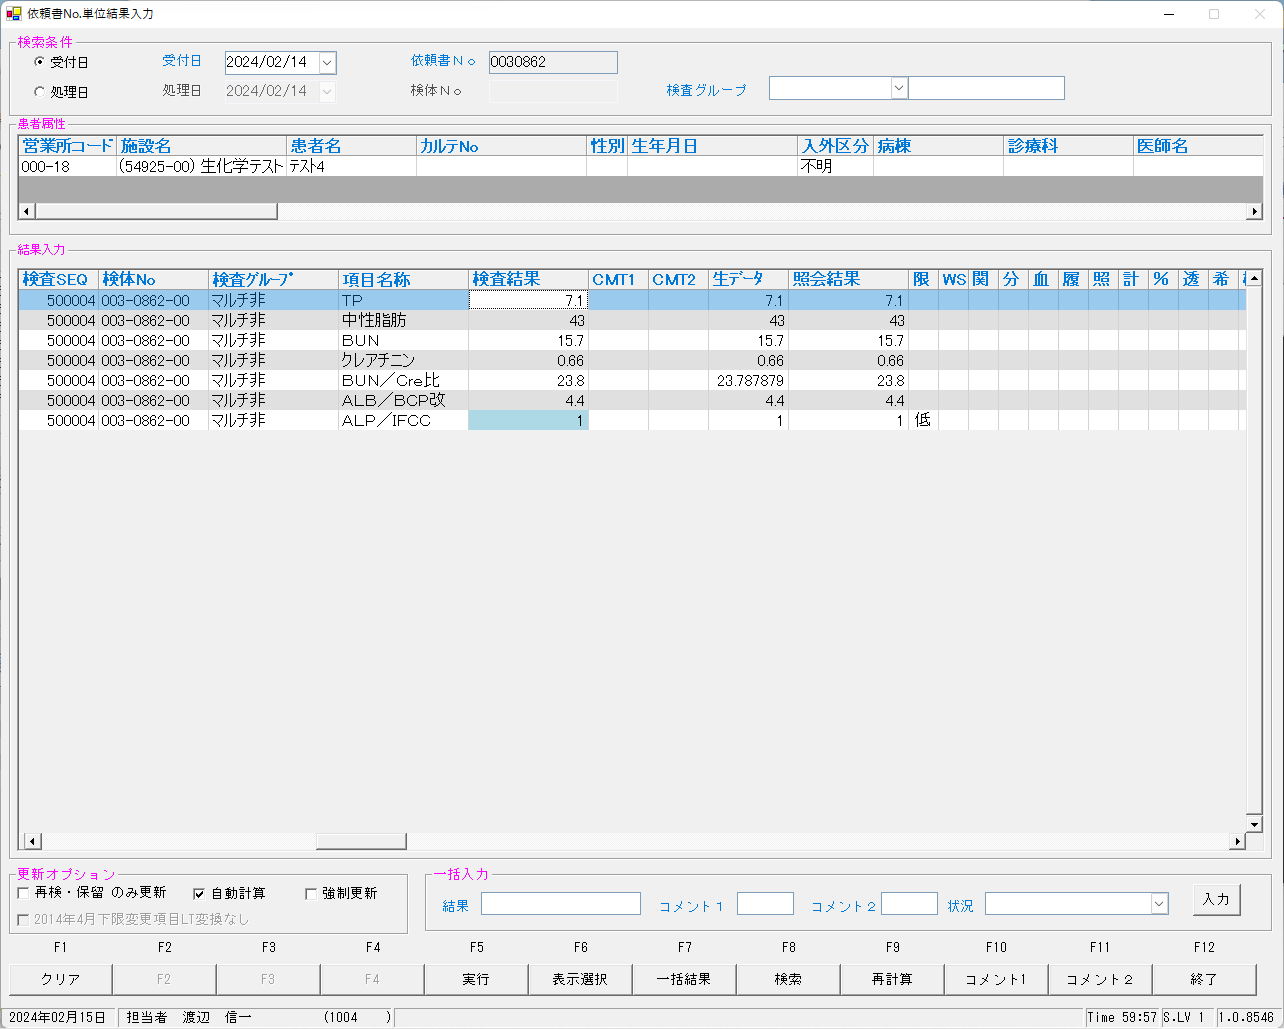 依頼書No.単位結果入力
検索条件
受付日 受付日 2024/02/14 依頼書No 0030862
処理日 処理日 2024/02/14 検体No 検査グループ
患者属性
営業所コード 施設名 患者名 カルテNo 性別 生年月日 入外区分 病棟 診療科 医師名
000-18 (54925-00) 生化学テスト テスト4 不明
結果入力
検査SEQ 検体No 検査グループ 項目名称 検査結果 CMT1 CMT2 生データ 照会結果 限 WS 関 分 血 履 照 計 % 透 希
500004 003-0862-00 マルチ非 TP 7.1 7.1 7.1
500004 003-0862-00 マルチ非 中性脂肪 43 43 43
500004 003-0862-00 マルチ非 BUN 15.7 15.7 15.7
500004 003-0862-00 マルチ非 クレアチニン 0.66 0.66 0.66
500004 003-0862-00 マルチ非 BUN/Cre比 23.8 23.787879 23.8
500004 003-0862-00 マルチ非 ALB/BCP改 4.4 4.4 4.4
500004 003-0862-00 マルチ非 ALP/IFCC 1 1 1 低
更新オプション
再検・保留 のみ更新 自動計算 強制更新
2014年4月下限変更項目LT変換なし
一括入力
結果 コメント1 コメント2 状況 入力
F1 F2 F3 F4 F5 F6 F7 F8 F9 F10 F11 F12
クリア F2 F3 F4 実行 表示選択 一括結果 検索 再計算 コメント1 コメント2 終了
2024年02月15日 担当者 渡辺 信一 (1004 ) Time 59:57 S.LV 1 1.0.8546